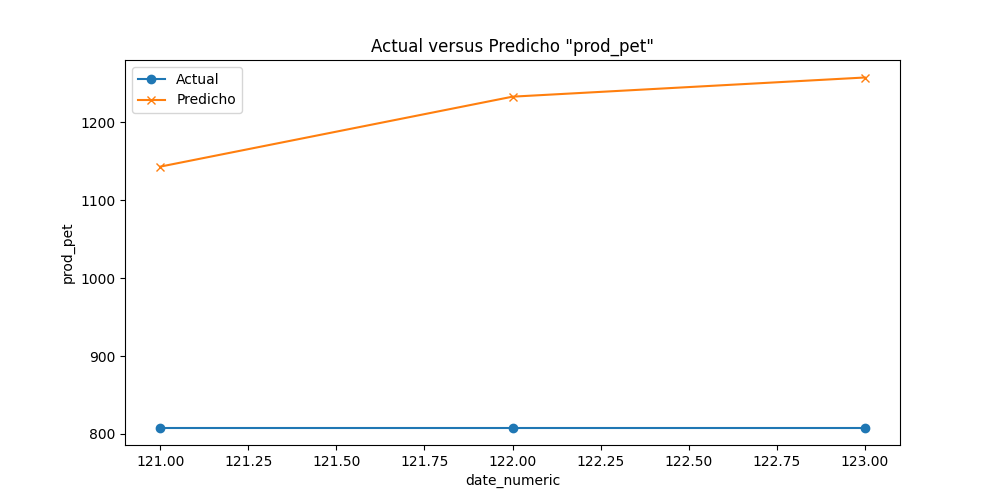 Actual versus Predicho "prod_pet"
Actual
Predicho
1200
1100
1000
900
800
prod_pet
121.00 121.25 121.50 121.75 122.00 122.25 122.50 122.75 123.00
date_numeric